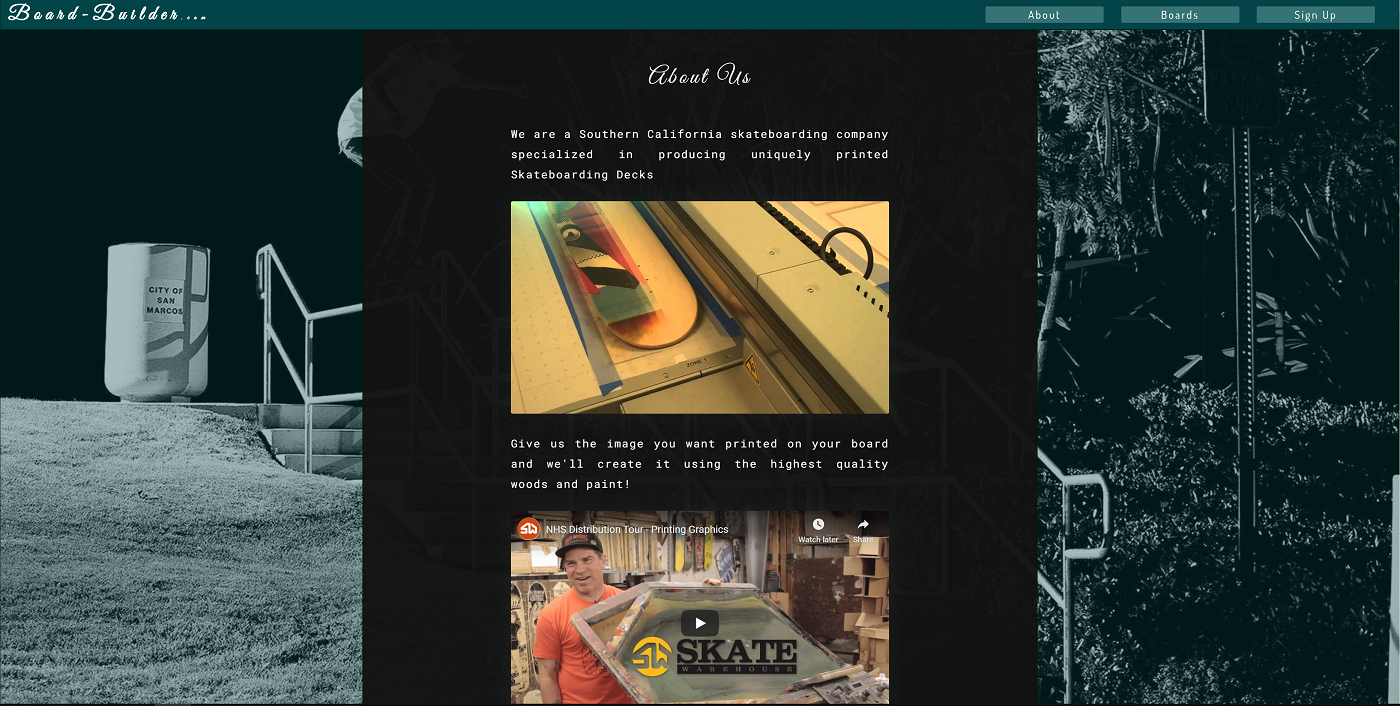 Board-Builder....
About
Boards
Sign Up
About Us
We are a Southern California skateboarding company
specialized in producing uniquely printed
Skateboarding Decks
CITY OF
SAN
MARCOS
ZONE 1
Give us the image you want printed on your board
and we'll create it using the highest quality
woods and paint!
NHS Distribution Tour - Printing Graphics
Watch later
Share
SKATE
WAREHOUSE